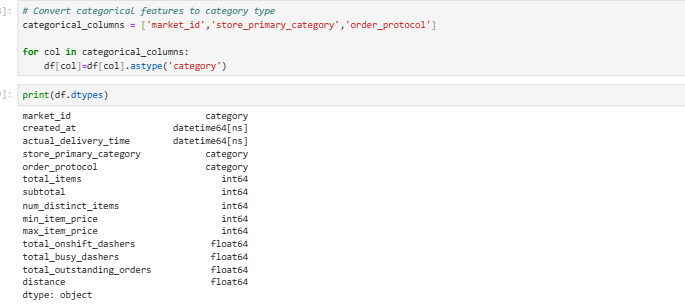 ]:
# Convert categorical features to category type
categorical_columns = ['market_id','store_primary_category','order_protocol']
for col in categorical_columns:
    df[col]=df[col].astype('category')
]:
print(df.dtypes)
market_id                        category
created_at                 datetime64[ns]
actual_delivery_time       datetime64[ns]
store_primary_category           category
order_protocol                   category
total_items                         int64
subtotal                            int64
num_distinct_items                  int64
min_item_price                      int64
max_item_price                      int64
total_onshift_dashers             float64
total_busy_dashers                float64
total_outstanding_orders          float64
distance                          float64
dtype: object